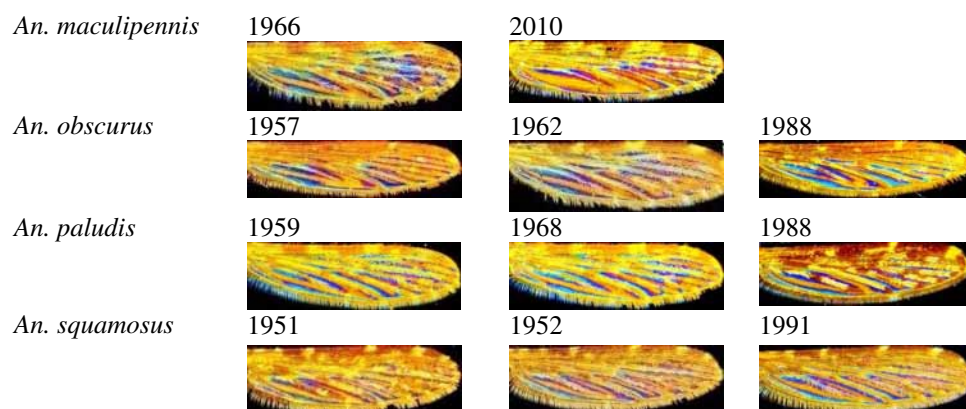 An. maculipennis 1966 2010
An. obscurus 1957 1962 1988
An. paludis 1959 1968 1988
An. squamosus 1951 1952 1991